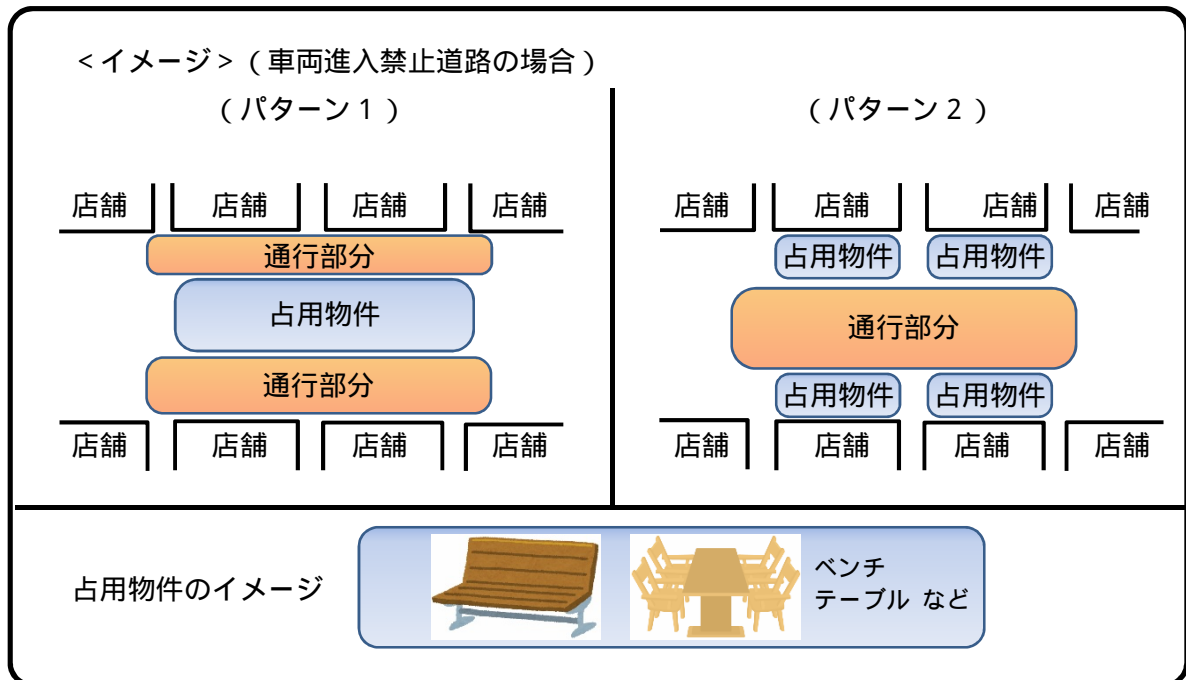 <イメージ>(車両進入禁止道路の場合)
(パターン1)
店舗 店舗 店舗 店舗
通行部分
占用物件
通行部分
店舗 店舗 店舗 店舗
(パターン2)
店舗 店舗 店舗 店舗
占用物件 占用物件
通行部分
占用物件 占用物件
店舗 店舗 店舗 店舗
占用物件のイメージ
ベンチ
テーブル など